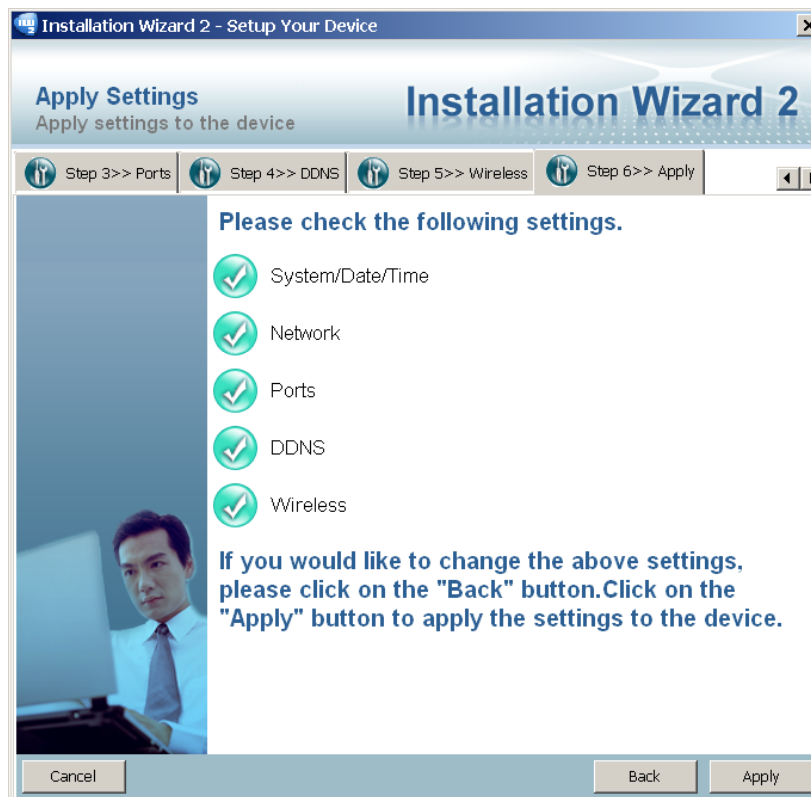 Installation Wizard 2 - Setup Your Device
Apply Settings
Apply settings to the device
Installation Wizard 2
Step 3>> Ports
Step 4>> DDNS
Step 5>> Wireless
Step 6>> Apply
Please check the following settings.
System/Date/Time
Network
Ports
DDNS
Wireless
If you would like to change the above settings,
please click on the "Back" button.Click on the
"Apply" button to apply the settings to the device.
Cancel
Back
Apply